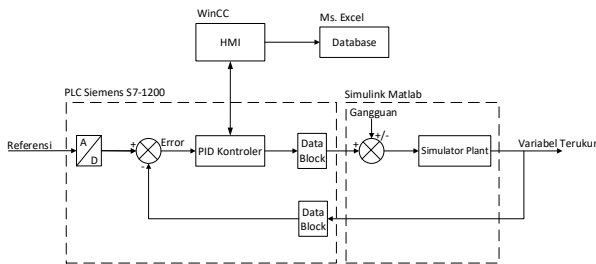 WinCC
Ms. Excel
HMI
Database
PLC Siemens S7-1200
Simulink Matlab
Gangguan
Referensi
A
D
+
-
Error
PID Kontroler
Data
Block
+
+/-
Simulator Plant
Variabel Terukur
Data
Block